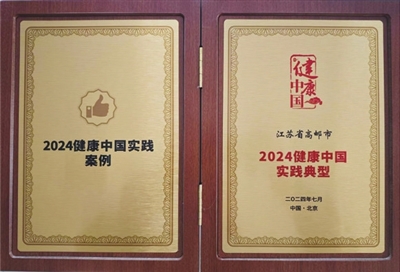 2024健康中国实践
案例
健康
中国
江苏省高邮市
2024健康中国
实践典型
二〇二四年七月
中国·北京